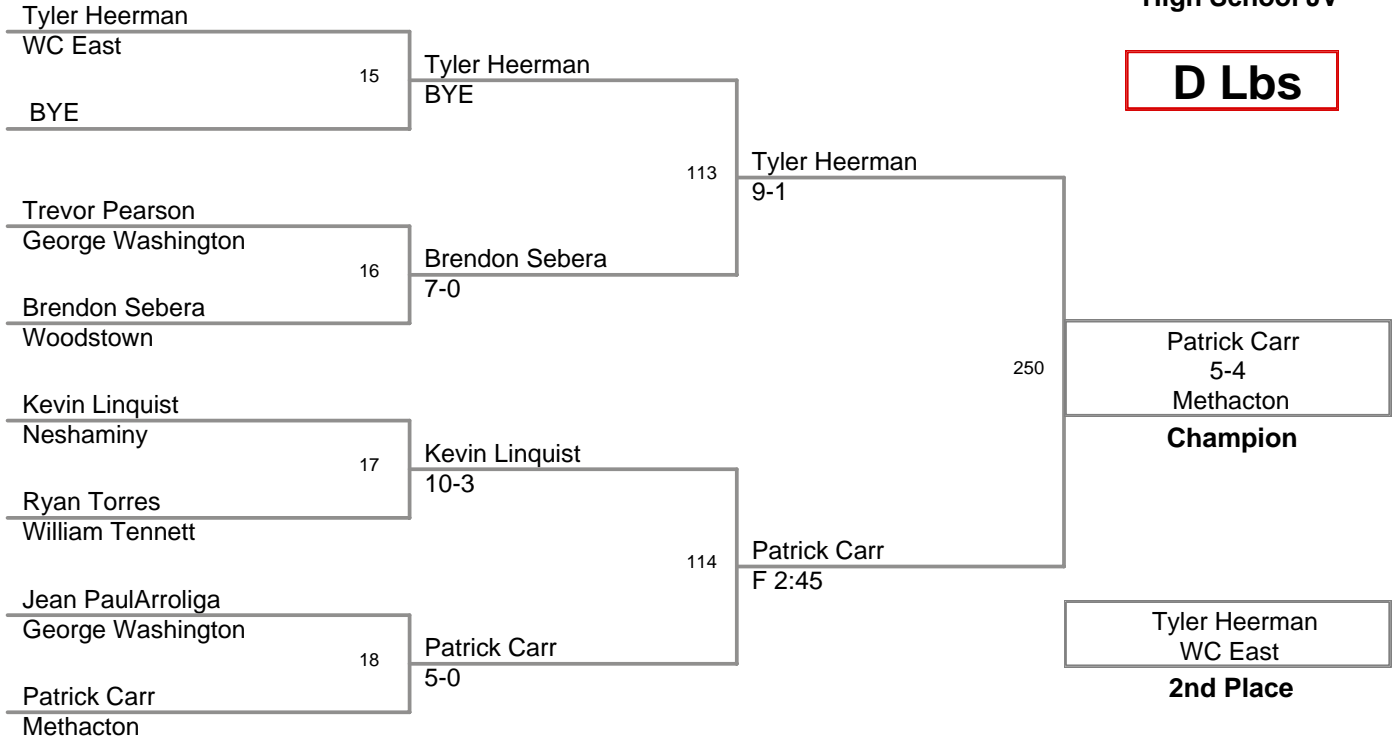 High School JV
D Lbs
Tyler Heerman
WC East
15
BYE
Trevor Pearson
George Washington
16
Brendon Sebera
Woodstown
Kevin Linquist
Neshaminy
17
Ryan Torres
William Tennett
Jean PaulArroliga
George Washington
18
Patrick Carr
Methacton
Tyler Heerman
BYE
113
Brendon Sebera
7-0
Kevin Linquist
10-3
114
Patrick Carr
5-0
Tyler Heerman
9-1
250
Patrick Carr
F 2:45
Patrick Carr
5-4
Methacton
Champion
Tyler Heerman
WC East
2nd Place